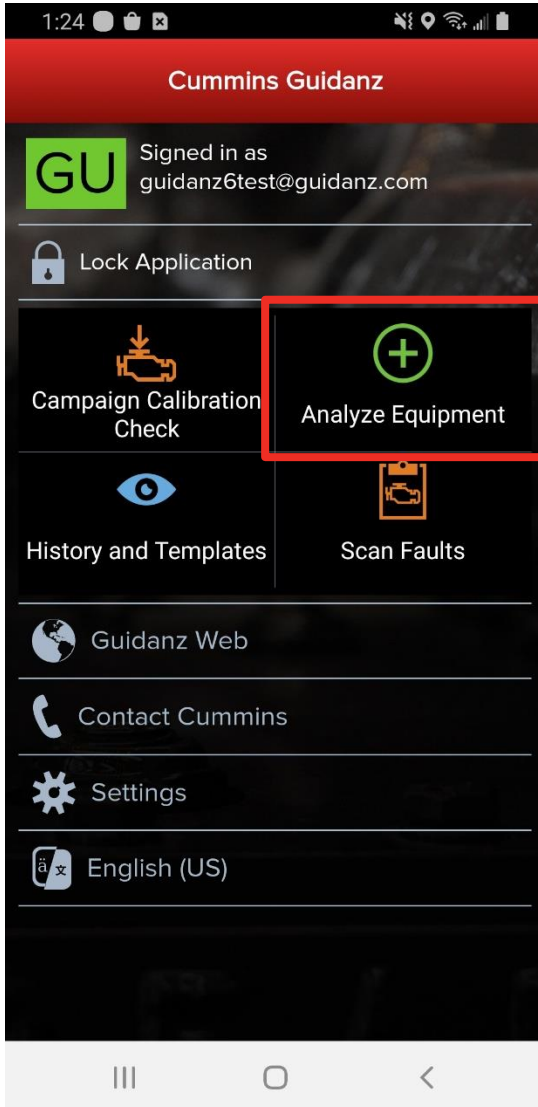 1:24
Cummins Guidanz
GU
Signed in as
guidanz6test@guidanz.com
Lock Application
Campaign Calibration
Check
Analyze Equipment
History and Templates
Scan Faults
Guidanz Web
Contact Cummins
Settings
ä 文
English (US)